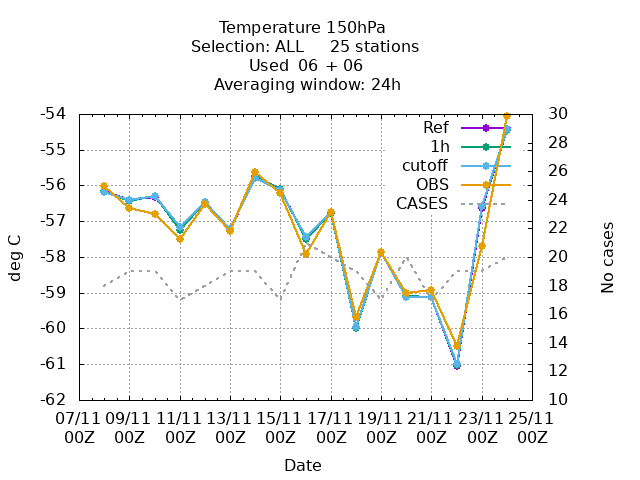 Temperature 150hPa
Selection: ALL     25 stations
Used  06 + 06
Averaging window: 24h
-54
-55
-56
-57
-58
-59
-60
-61
-62
30
28
26
24
22
20
18
16
14
12
10
deg C
No cases
Ref
1h
cutoff
OBS
CASES
07/11 09/11 11/11 13/11 15/11 17/11 19/11 21/11 23/11 25/11
00Z 00Z 00Z 00Z 00Z 00Z 00Z 00Z 00Z 00Z
Date